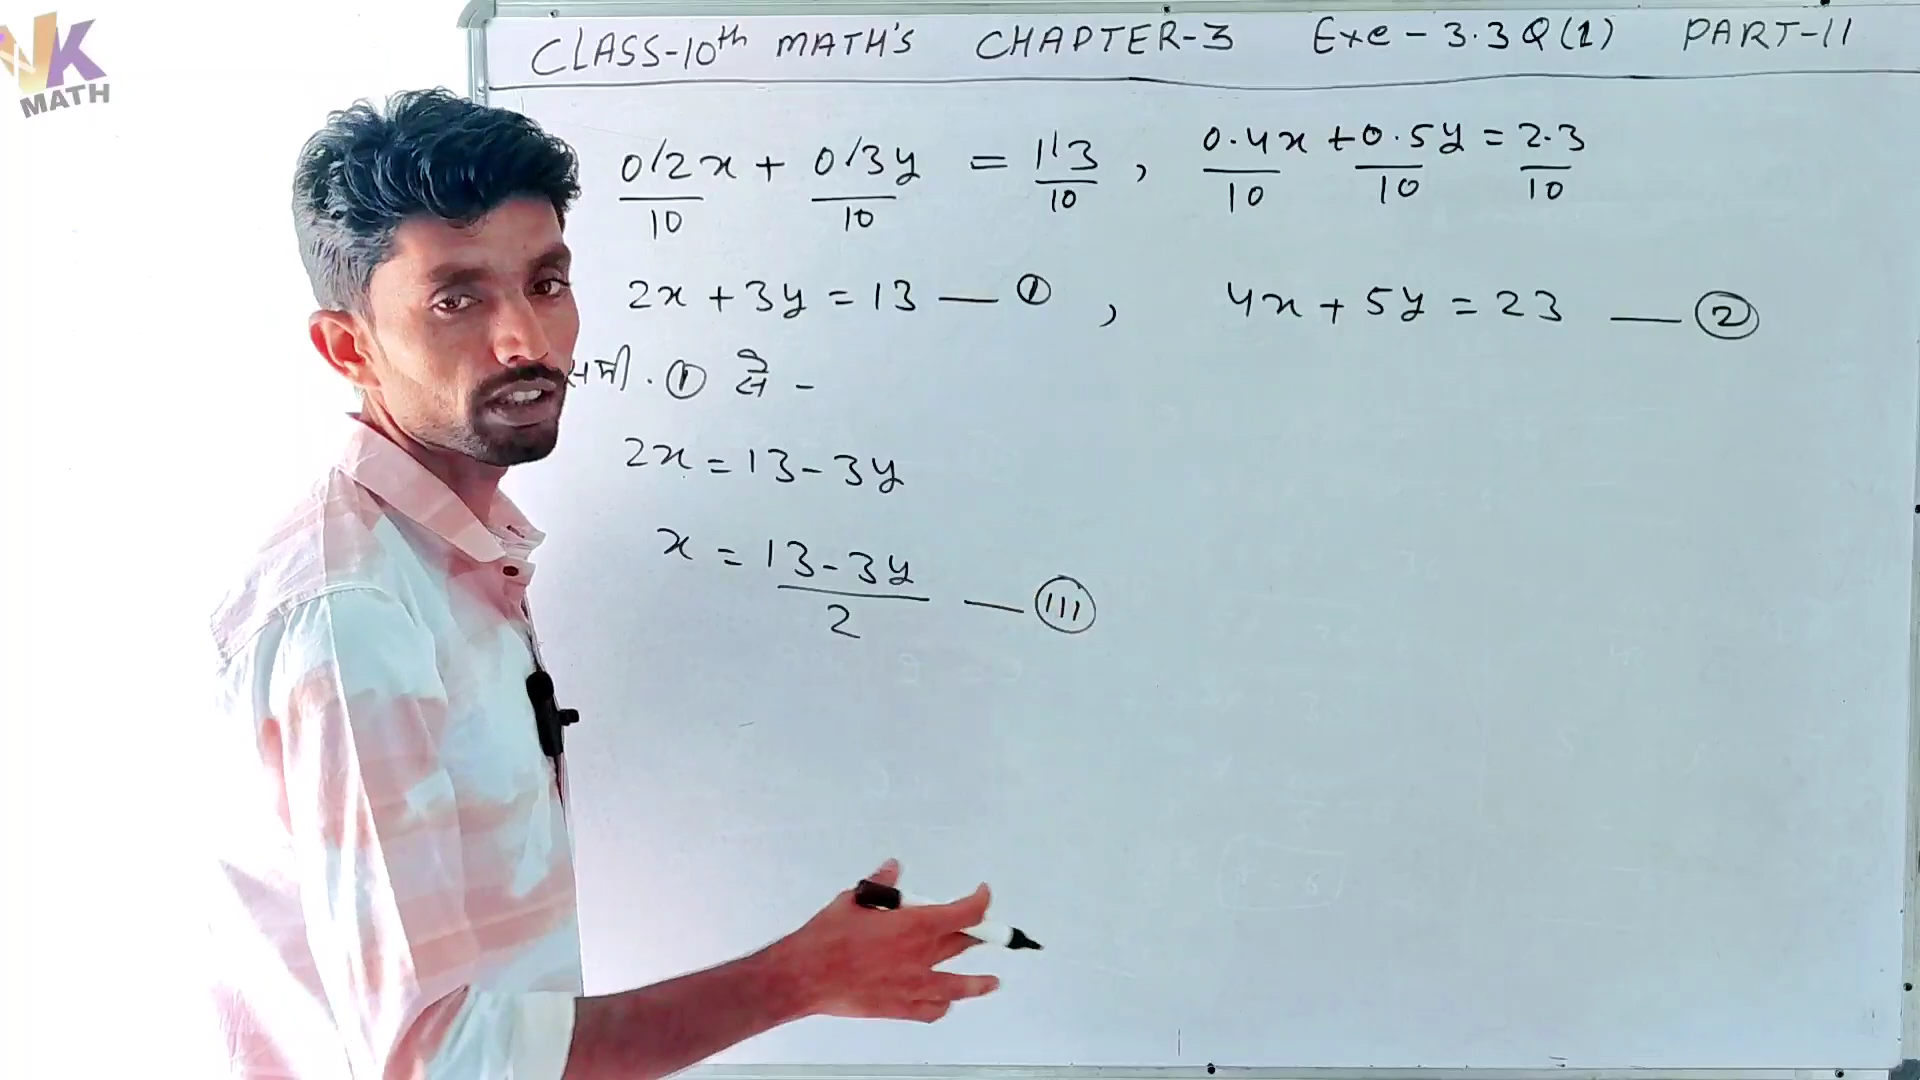 VK
MATH
CLASS-10th MATH'S CHAPTER-3 Exe - 3.3 Q(1) PART-11
0/2x + 0/3y = 1'3 , 0.4x + 0.5y = 2.3
10 10 10 10 10 10
2x + 3y = 13 — ① , 4x + 5y = 23 — ②
समी. ① से -
2x = 13 - 3y
x = 13 - 3y
2 — III